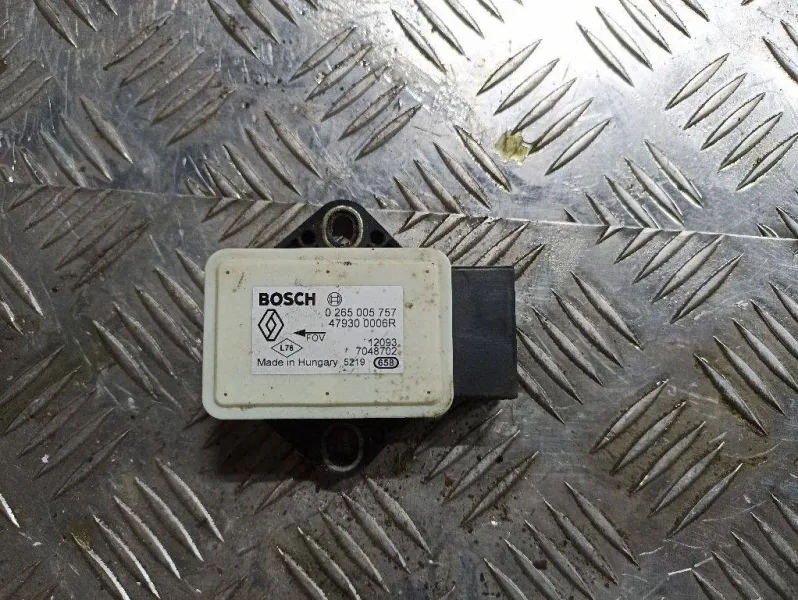 BOSCH 0 265 005 757
47930 0006R
FOV
12093
L78 7048702
Made in Hungary 5219 658